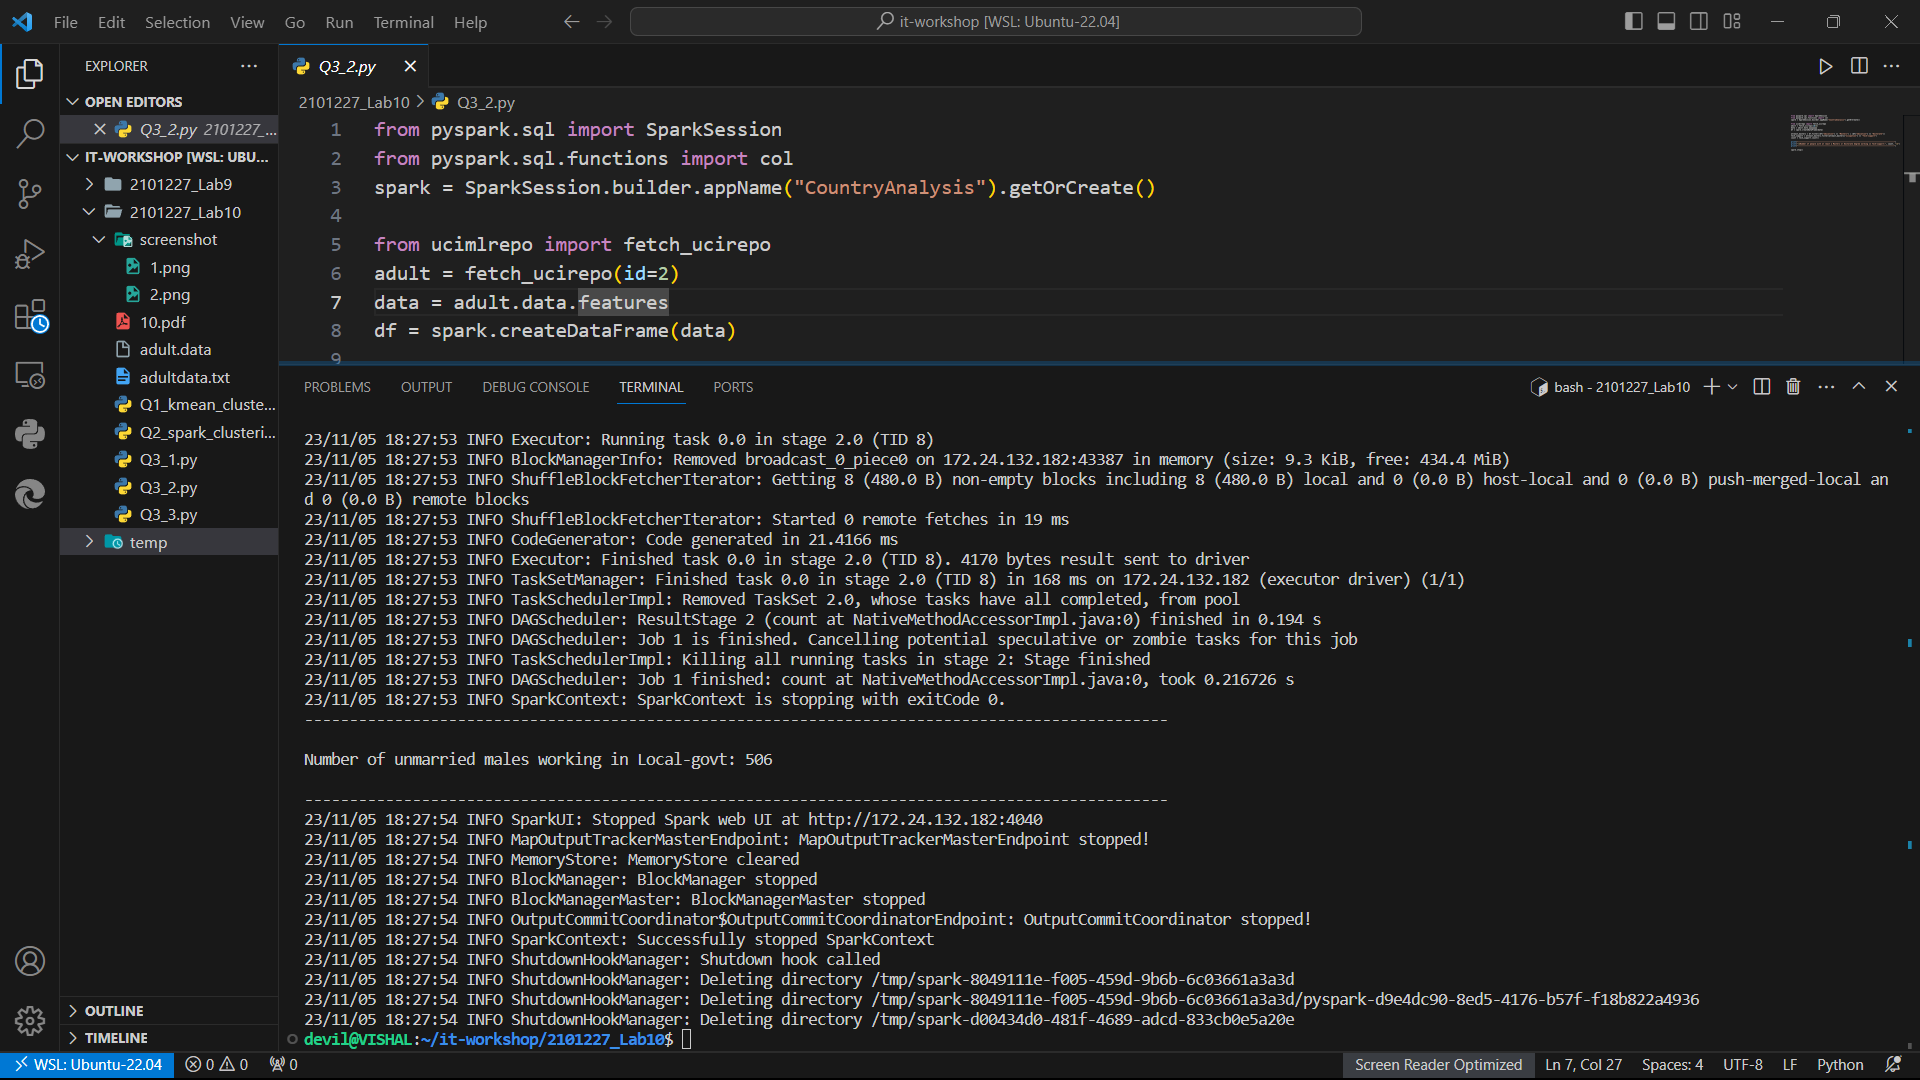 File Edit Selection View Go Run Terminal Help
it-workshop [WSL: Ubuntu-22.04]
EXPLORER
OPEN EDITORS
Q3_2.py 2101227_...
IT-WORKSHOP [WSL: UBU...
2101227_Lab9
2101227_Lab10
screenshot
1.png
2.png
10.pdf
adult.data
adultdata.txt
Q1_kmean_cluste...
Q2_spark_clusteri...
Q3_1.py
Q3_2.py
Q3_3.py
temp
OUTLINE
TIMELINE
Q3_2.py
2101227_Lab10 > Q3_2.py
1 from pyspark.sql import SparkSession
2 from pyspark.sql.functions import col
3 spark = SparkSession.builder.appName("CountryAnalysis").getOrCreate()
4
5 from ucimlrepo import fetch_ucirepo
6 adult = fetch_ucirepo(id=2)
7 data = adult.data.features
8 df = spark.createDataFrame(data)
9
PROBLEMS OUTPUT DEBUG CONSOLE TERMINAL PORTS
bash - 2101227_Lab10
23/11/05 18:27:53 INFO Executor: Running task 0.0 in stage 2.0 (TID 8)
23/11/05 18:27:53 INFO BlockManagerInfo: Removed broadcast_0_piece0 on 172.24.132.182:43387 in memory (size: 9.3 KiB, free: 434.4 MiB)
23/11/05 18:27:53 INFO ShuffleBlockFetcherIterator: Getting 8 (480.0 B) non-empty blocks including 8 (480.0 B) local and 0 (0.0 B) host-local and 0 (0.0 B) push-merged-local an
d 0 (0.0 B) remote blocks
23/11/05 18:27:53 INFO ShuffleBlockFetcherIterator: Started 0 remote fetches in 19 ms
23/11/05 18:27:53 INFO CodeGenerator: Code generated in 21.4166 ms
23/11/05 18:27:53 INFO Executor: Finished task 0.0 in stage 2.0 (TID 8). 4170 bytes result sent to driver
23/11/05 18:27:53 INFO TaskSetManager: Finished task 0.0 in stage 2.0 (TID 8) in 168 ms on 172.24.132.182 (executor driver) (1/1)
23/11/05 18:27:53 INFO TaskSchedulerImpl: Removed TaskSet 2.0, whose tasks have all completed, from pool
23/11/05 18:27:53 INFO DAGScheduler: ResultStage 2 (count at NativeMethodAccessorImpl.java:0) finished in 0.194 s
23/11/05 18:27:53 INFO DAGScheduler: Job 1 is finished. Cancelling potential speculative or zombie tasks for this job
23/11/05 18:27:53 INFO TaskSchedulerImpl: Killing all running tasks in stage 2: Stage finished
23/11/05 18:27:53 INFO DAGScheduler: Job 1 finished: count at NativeMethodAccessorImpl.java:0, took 0.216726 s
23/11/05 18:27:53 INFO SparkContext: SparkContext is stopping with exitCode 0.
------------------------------------------------------------------------------------------------
Number of unmarried males working in Local-govt: 506
------------------------------------------------------------------------------------------------
23/11/05 18:27:54 INFO SparkUI: Stopped Spark web UI at http://172.24.132.182:4040
23/11/05 18:27:54 INFO MapOutputTrackerMasterEndpoint: MapOutputTrackerMasterEndpoint stopped!
23/11/05 18:27:54 INFO MemoryStore: MemoryStore cleared
23/11/05 18:27:54 INFO BlockManager: BlockManager stopped
23/11/05 18:27:54 INFO BlockManagerMaster: BlockManagerMaster stopped
23/11/05 18:27:54 INFO OutputCommitCoordinator$OutputCommitCoordinatorEndpoint: OutputCommitCoordinator stopped!
23/11/05 18:27:54 INFO SparkContext: Successfully stopped SparkContext
23/11/05 18:27:54 INFO ShutdownHookManager: Shutdown hook called
23/11/05 18:27:54 INFO ShutdownHookManager: Deleting directory /tmp/spark-8049111e-f005-459d-9b6b-6c03661a3a3d
23/11/05 18:27:54 INFO ShutdownHookManager: Deleting directory /tmp/spark-8049111e-f005-459d-9b6b-6c03661a3a3d/pyspark-d9e4dc90-8ed5-4176-b57f-f18b822a4936
23/11/05 18:27:54 INFO ShutdownHookManager: Deleting directory /tmp/spark-d00434d0-481f-4689-adcd-833cb0e5a20e
devil@VISHAL:~/it-workshop/2101227_Lab10$
WSL: Ubuntu-22.04 0 0 0 Screen Reader Optimized Ln 7, Col 27 Spaces: 4 UTF-8 LF Python